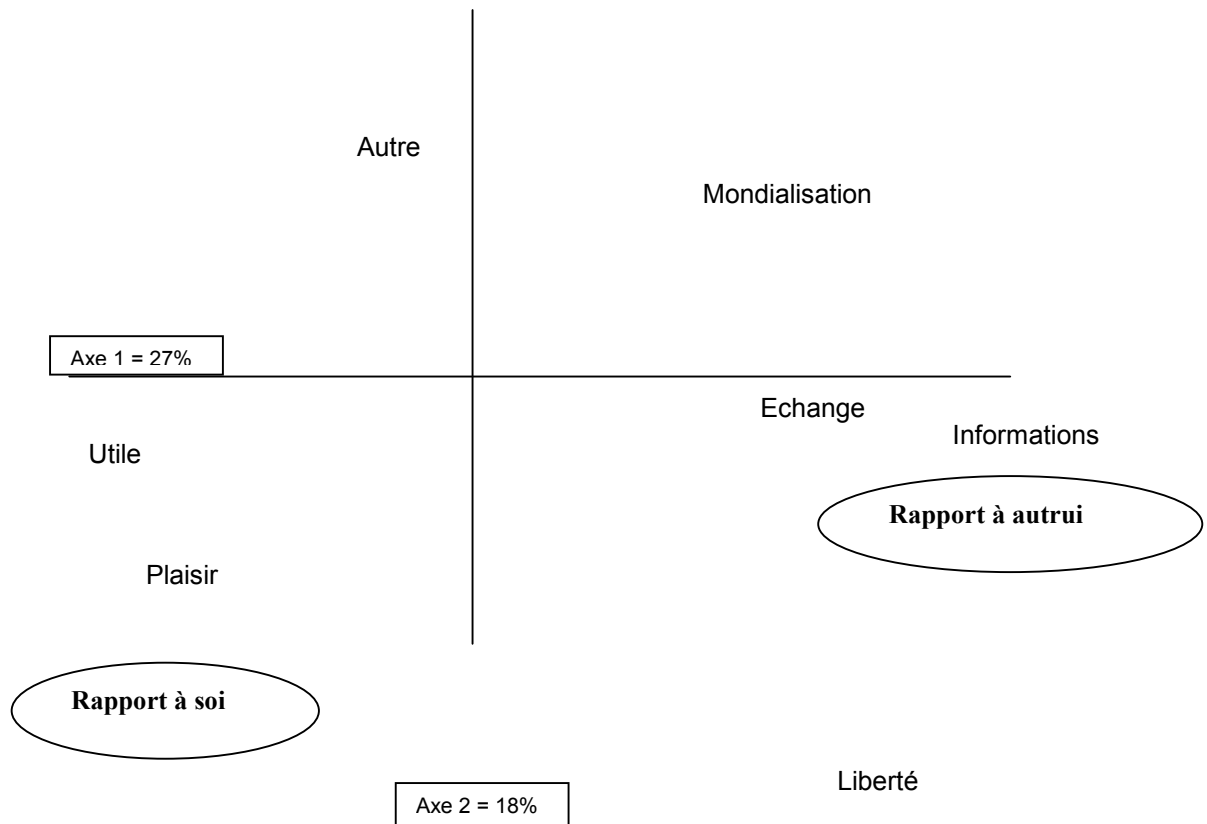 Autre
Mondialisation
Axe 1 = 27%
Echange
Informations
Utile
Rapport à autrui
Plaisir
Rapport à soi
Liberté
Axe 2 = 18%